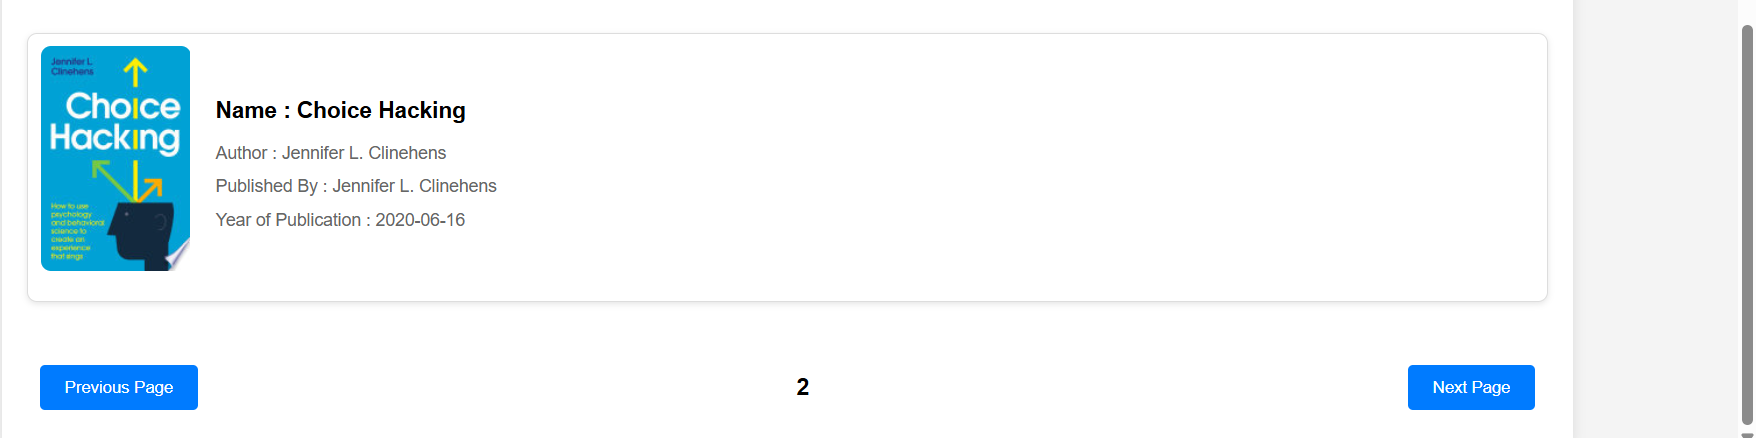 Jennifer L.
Clinehens
Choice
Hacking
How to use
psychology
and behavioral
science to
create an
experience
that sings
Name : Choice Hacking
Author : Jennifer L. Clinehens
Published By : Jennifer L. Clinehens
Year of Publication : 2020-06-16
Previous Page
2
Next Page